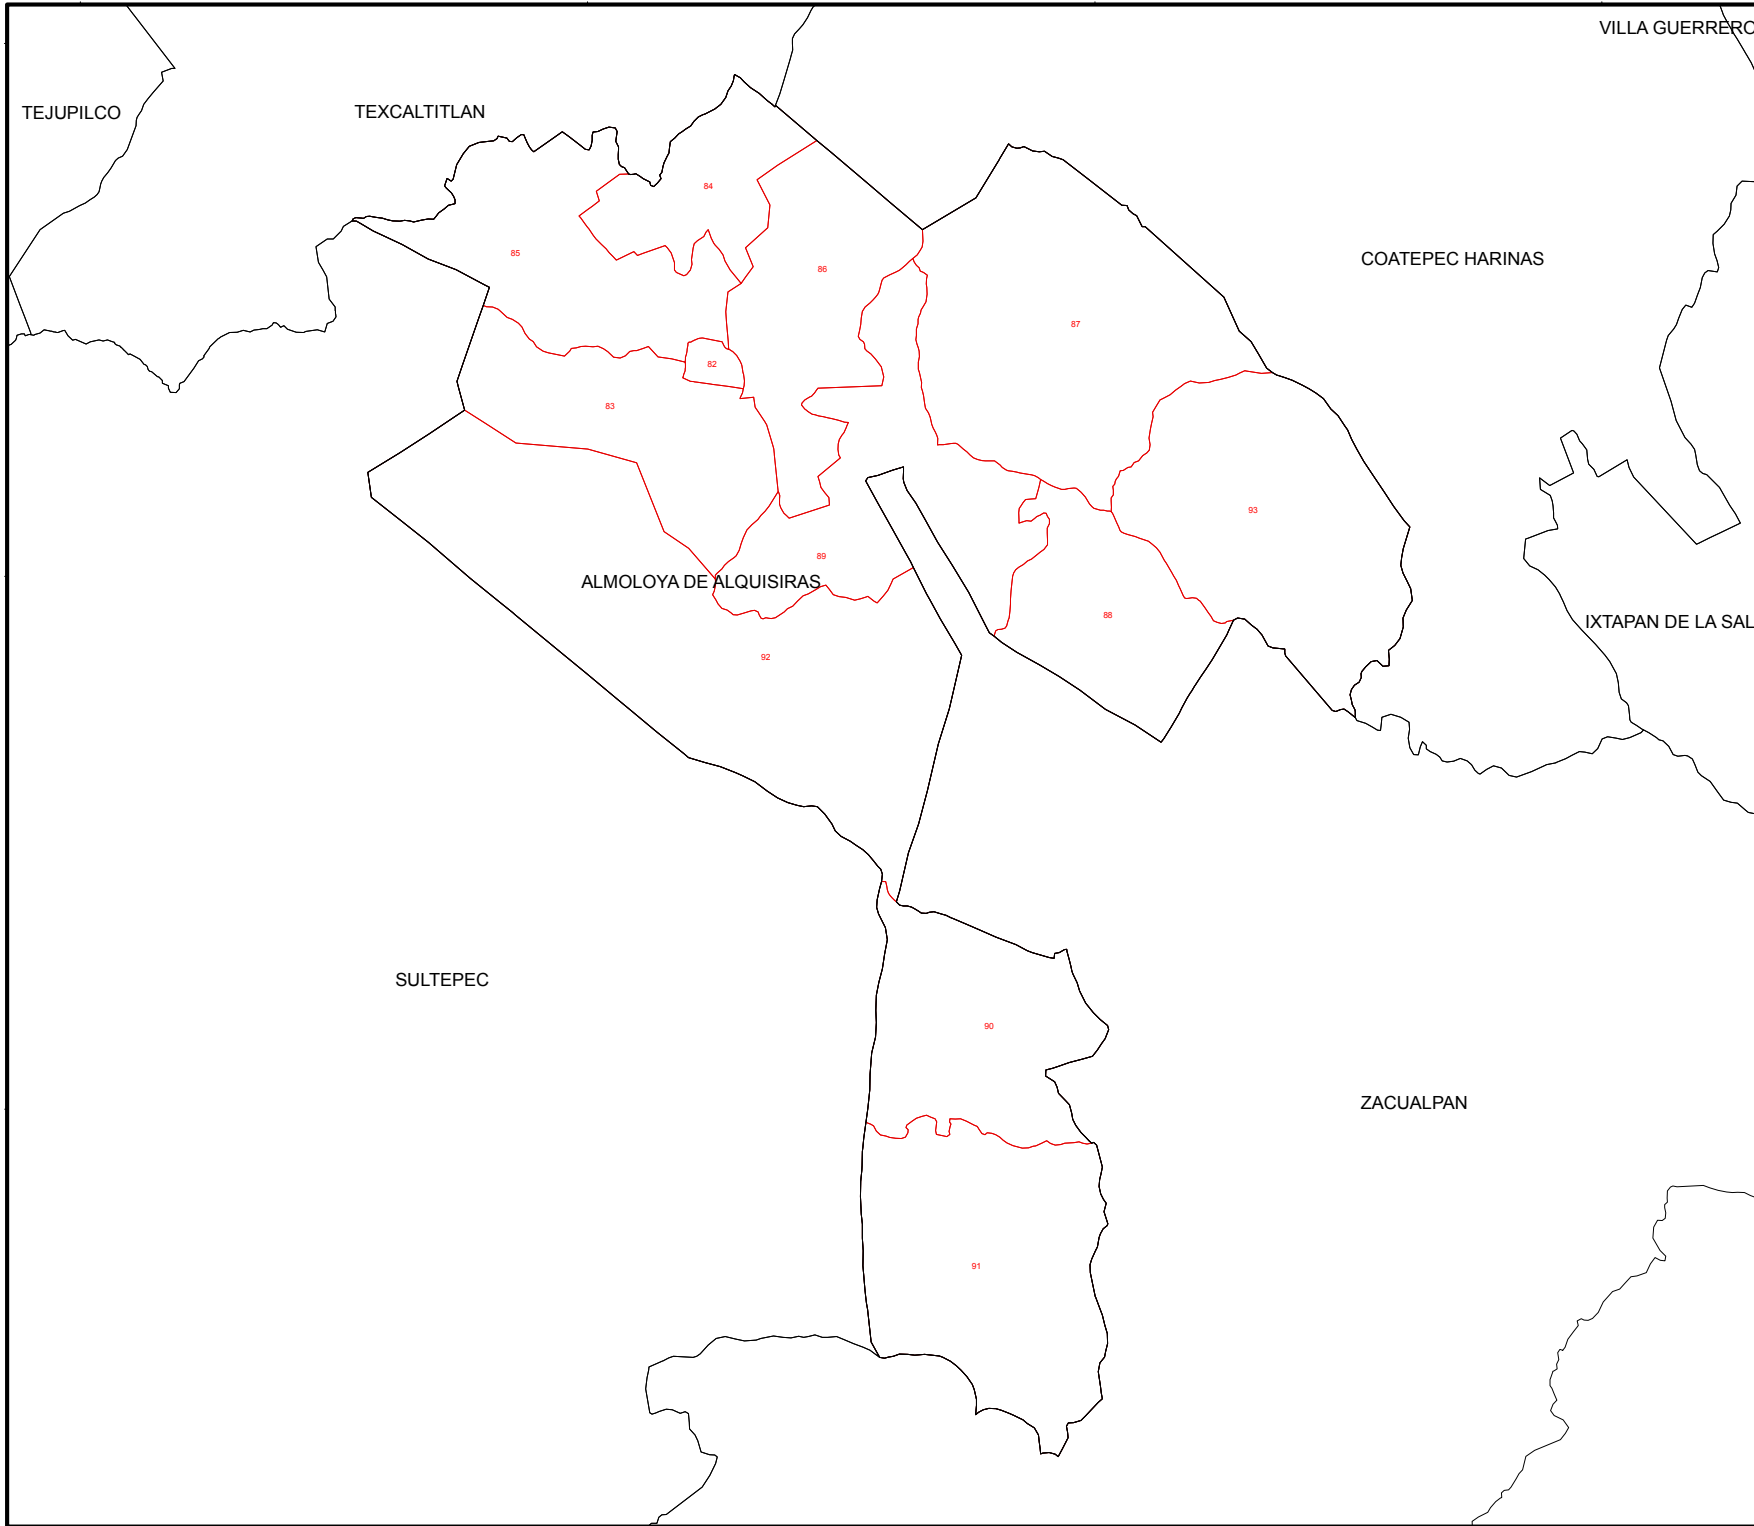 VILLA GUERRERO
TEJUPILCO
TEXCALTITLAN
84
85
86
COATEPEC HARINAS
87
82
83
93
89
ALMOLOYA DE ALQUISIRAS
88
IXTAPAN DE LA SAL
92
SULTEPEC
90
ZACUALPAN
91